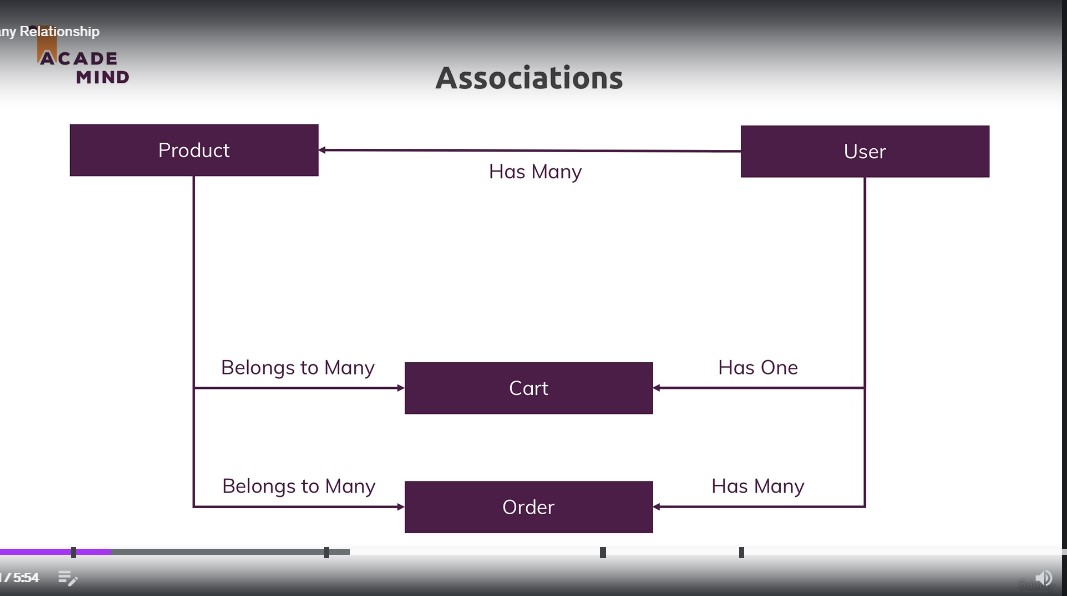 ny Relationship
ACADE
MIND
Associations
Product
User
Has Many
Belongs to Many
Has One
Cart
Belongs to Many
Has Many
Order
/ 5:54